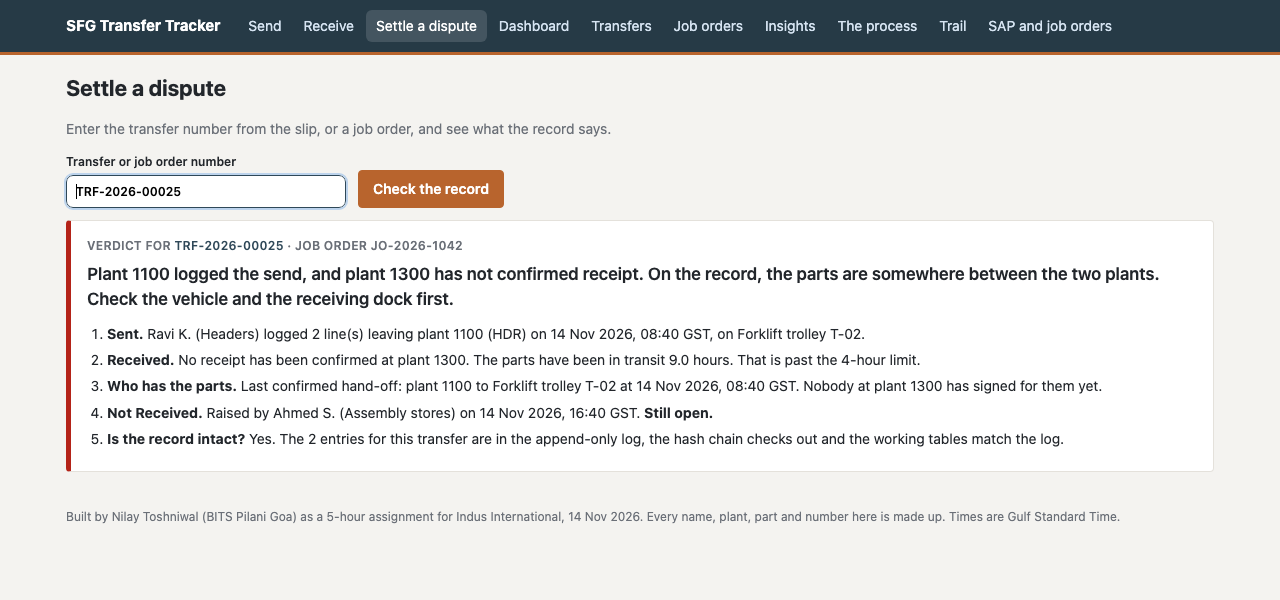 SFG Transfer Tracker Send Receive Settle a dispute Dashboard Transfers Job orders Insights The process Trail SAP and job orders
Settle a dispute
Enter the transfer number from the slip, or a job order, and see what the record says.
Transfer or job order number
TRF-2026-00025 Check the record
VERDICT FOR TRF-2026-00025 · JOB ORDER JO-2026-1042
Plant 1100 logged the send, and plant 1300 has not confirmed receipt. On the record, the parts are somewhere between the two plants.
Check the vehicle and the receiving dock first.
1. Sent. Ravi K. (Headers) logged 2 line(s) leaving plant 1100 (HDR) on 14 Nov 2026, 08:40 GST, on Forklift trolley T-02.
2. Received. No receipt has been confirmed at plant 1300. The parts have been in transit 9.0 hours. That is past the 4-hour limit.
3. Who has the parts. Last confirmed hand-off: plant 1100 to Forklift trolley T-02 at 14 Nov 2026, 08:40 GST. Nobody at plant 1300 has signed for them yet.
4. Not Received. Raised by Ahmed S. (Assembly stores) on 14 Nov 2026, 16:40 GST. Still open.
5. Is the record intact? Yes. The 2 entries for this transfer are in the append-only log, the hash chain checks out and the working tables match the log.
Built by Nilay Toshniwal (BITS Pilani Goa) as a 5-hour assignment for Indus International, 14 Nov 2026. Every name, plant, part and number here is made up. Times are Gulf Standard Time.